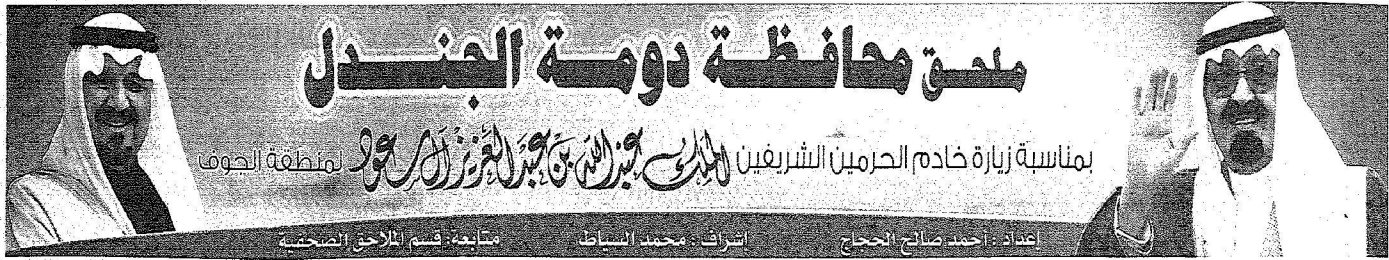 ملحق محافظة دومة الجندل
بمناسبة زيارة خادم الحرمين الشريفين الملك عبدالله بن عبدالعزيز آل سعود لمنطقة الجوف
إعداد : أحمد صالح الحجاج إشراف : محمد السياط متابعة: قسم الملاحق الصحفية